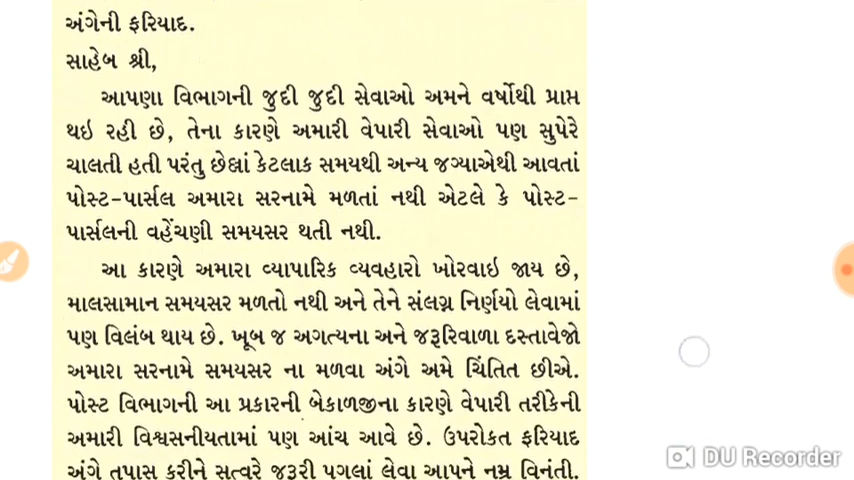 અંગેની ફરિયાદ.
સાહેબ શ્રી,
આપણા વિભાગની જુદી જુદી સેવાઓ અમને વર્ષોથી પ્રાપ્ત
થઇ રહી છે, તેના કારણે અમારી વેપારી સેવાઓ પણ સુપેરે
ચાલતી હતી પરંતુ છેલ્લાં કેટલાક સમયથી અન્ય જગ્યાએથી આવતાં
પોસ્ટ-પાર્સલ અમારા સરનામે મળતાં નથી એટલે કે પોસ્ટ-
પાર્સલની વહેંચણી સમયસર થતી નથી.
આ કારણે અમારા વ્યાપારિક વ્યવહારો ખોરવાઇ જાય છે,
માલસામાન સમયસર મળતો નથી અને તેને સંલગ્ન નિર્ણયો લેવામાં
પણ વિલંબ થાય છે. ખૂબ જ અગત્યના અને જરૂરિવાળા દસ્તાવેજો
અમારા સરનામે સમયસર ના મળવા અંગે અમે ચિંતિત છીએ.
પોસ્ટ વિભાગની આ પ્રકારની બેકાળજીના કારણે વેપારી તરીકેની
અમારી વિશ્વસનીયતામાં પણ આંચ આવે છે. ઉપરોકત ફરિયાદ
અંગે તપાસ કરીને સત્વરે જરૂરી પગલાં લેવા આપને નમ્ર વિનંતી.
DU Recorder